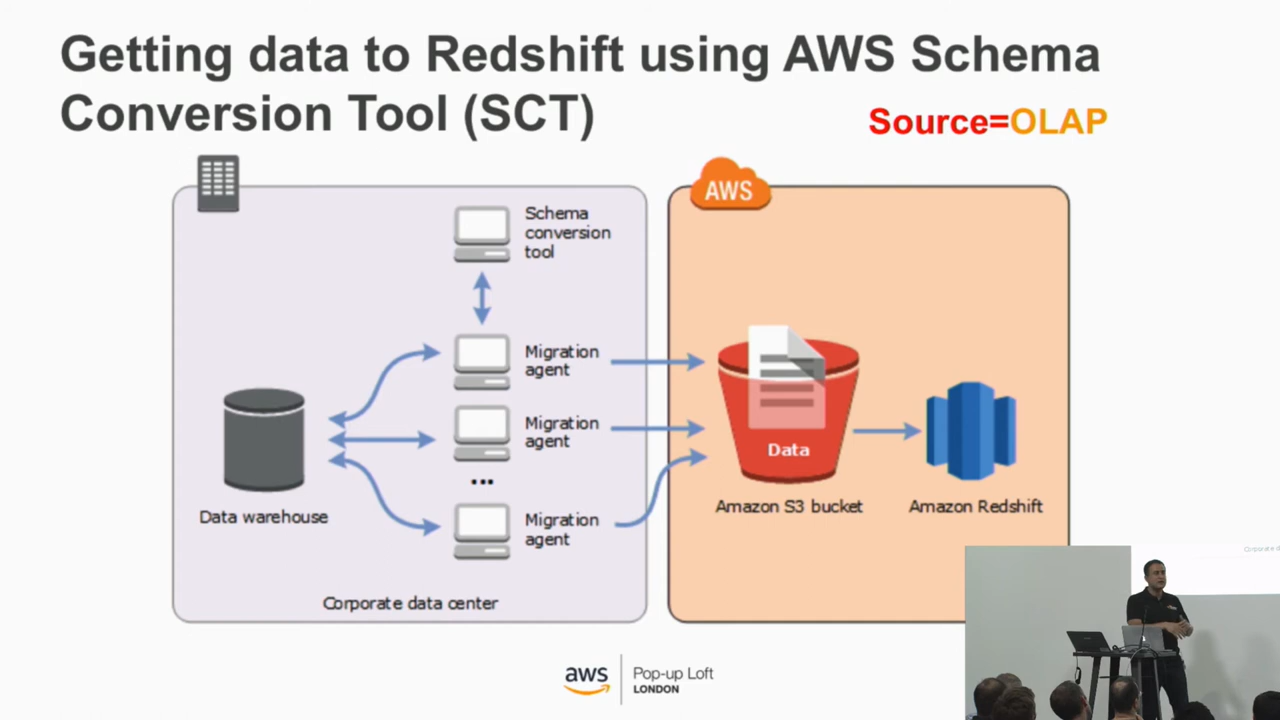 Getting data to Redshift using AWS Schema
Conversion Tool (SCT)
Source=OLAP
AWS
Schema
conversion
tool
Migration
agent
Migration
agent
...
Migration
agent
Data warehouse
Corporate data center
Data
Amazon S3 bucket
Amazon Redshift
Corporate d
aws
Pop-up Loft
LONDON